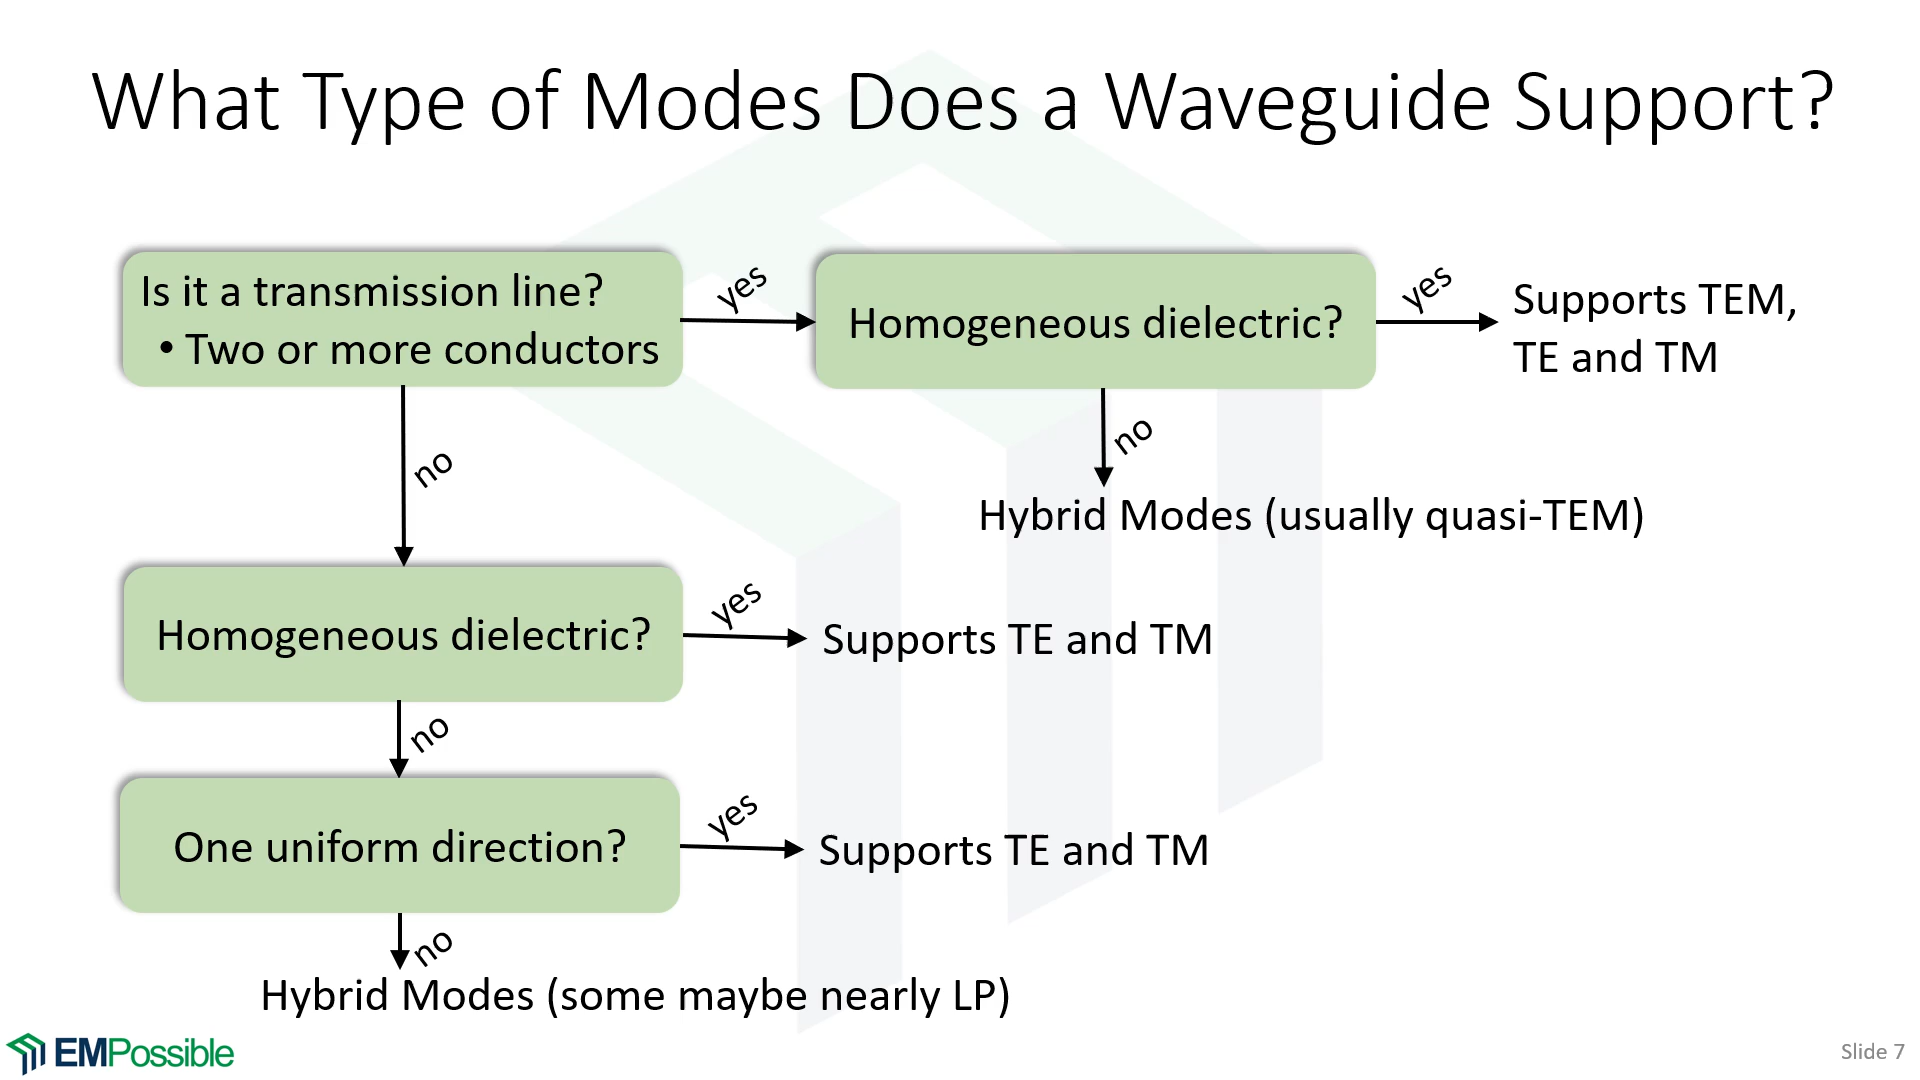 What Type of Modes Does a Waveguide Support?
Is it a transmission line?
• Two or more conductors
yes
Homogeneous dielectric?
yes
Supports TEM,
TE and TM
no
Hybrid Modes (usually quasi-TEM)
no
Homogeneous dielectric?
yes
Supports TE and TM
no
One uniform direction?
yes
Supports TE and TM
no
Hybrid Modes (some maybe nearly LP)
EMPossible
Slide 7